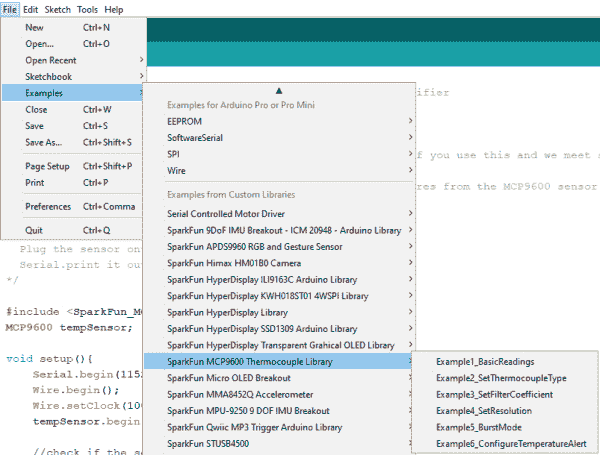 File Edit Sketch Tools Help
New Ctrl+N
Open... Ctrl+O
Open Recent
Sketchbook
Examples
Close Ctrl+W
Save Ctrl+S
Save As... Ctrl+Shift+S
Page Setup Ctrl+Shift+P
Print Ctrl+P
Preferences Ctrl+Comma
Quit Ctrl+Q
Examples for Arduino Pro or Pro Mini
EEPROM
SoftwareSerial
SPI
Wire
Examples from Custom Libraries
Serial Controlled Motor Driver
SparkFun 9DoF IMU Breakout - ICM 20948 - Arduino Library
SparkFun APDS9960 RGB and Gesture Sensor
SparkFun Himax HM01B0 Camera
SparkFun HyperDisplay ILI9163C Arduino Library
SparkFun HyperDisplay KWH018ST01 4WSPI Library
SparkFun HyperDisplay Library
SparkFun HyperDisplay SSD1309 Arduino Library
SparkFun HyperDisplay Transparent Grahical OLED Library
SparkFun MCP9600 Thermocouple Library
SparkFun Micro OLED Breakout
SparkFun MMA8452Q Accelerometer
SparkFun MPU-9250 9 DOF IMU Breakout
SparkFun Qwiic MP3 Trigger Arduino Library
SparkFun STUSB4500
Example1_BasicReadings
Example2_SetThermocoupleType
Example3_SetFilterCoefficient
Example4_SetResolution
Example5_BurstMode
Example6_ConfigureTemperatureAlert
ifier
f you use this and we meet s
res from the MCP9600 sensor
Plug the sensor on
Serial.print it ou
*/
#include <SparkFun_M
MCP9600 tempSensor;
void setup(){
Serial.begin(115
Wire.begin();
Wire.setClock(10
tempSensor.begin
//check if the s